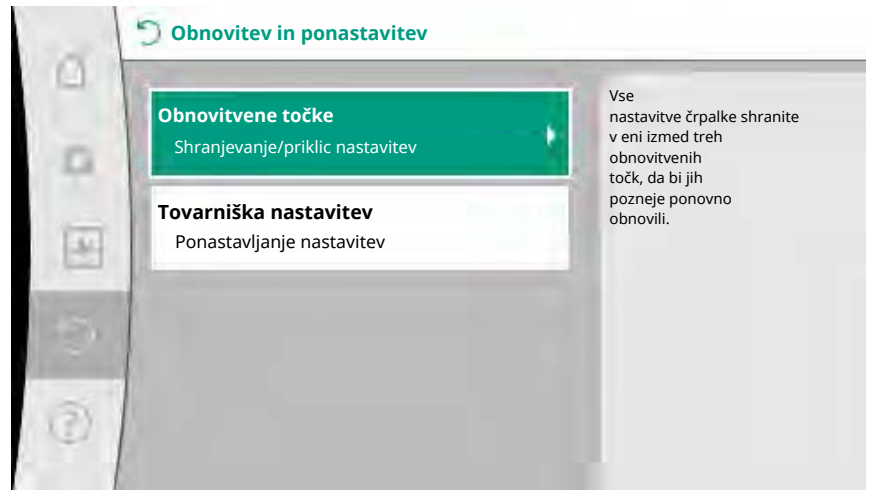 Obnovitev in ponastavitev
Obnovitvene točke
Shranjevanje/priklic nastavitev
Tovarniška nastavitev
Ponastavljanje nastavitev
Vse
nastavitve črpalke shranite
v eni izmed treh
obnovitvenih
točk, da bi jih
pozneje ponovno
obnovili.